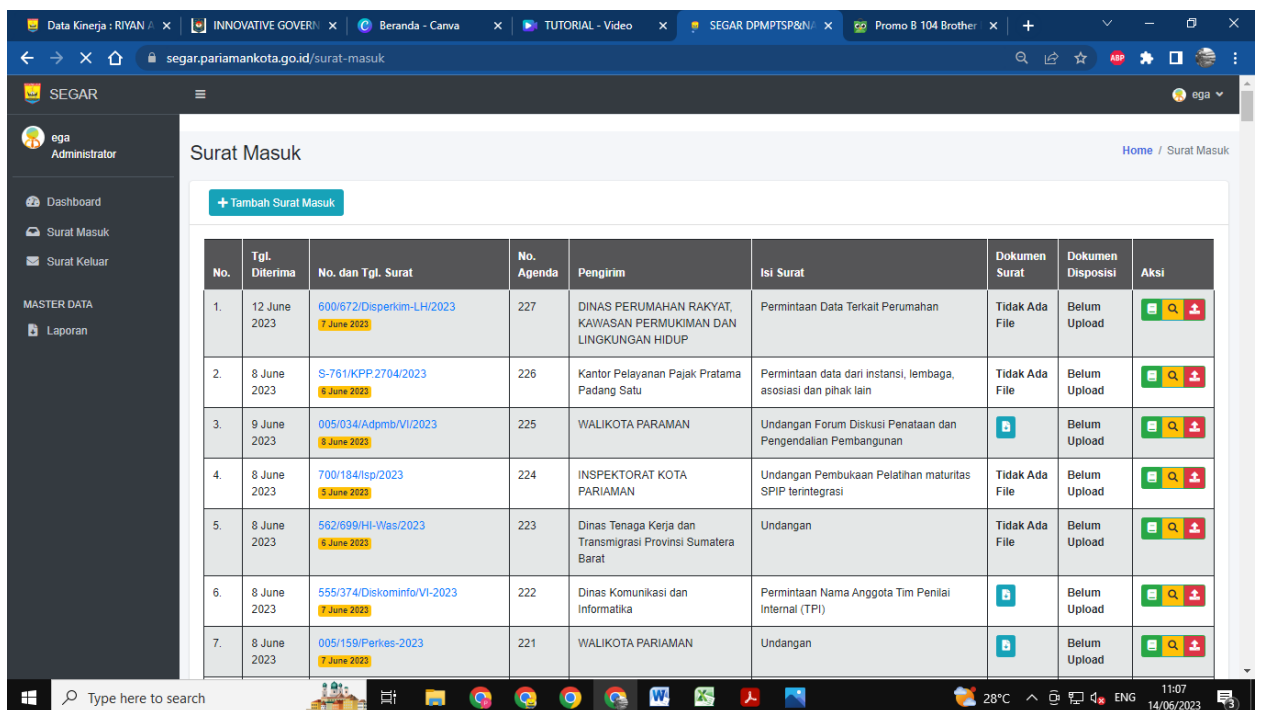 Data Kinerja : RIYAN A
INNOVATIVE GOVERN
Beranda - Canva
TUTORIAL - Video
SEGAR DPMPTSP&NA
Promo B 104 Brother
segar.pariamankota.go.id/surat-masuk
ABP
SEGAR
ega
ega
Administrator
Dashboard
Surat Masuk
Surat Keluar
MASTER DATA
Laporan
Surat Masuk
Home / Surat Masuk
+ Tambah Surat Masuk
No. Tgl. Diterima No. dan Tgl. Surat No. Agenda Pengirim Isi Surat Dokumen Surat Dokumen Disposisi Aksi
1. 12 June 600/672/Disperkim-LH/2023 227 DINAS PERUMAHAN RAKYAT, Permintaan Data Terkait Perumahan Tidak Ada Belum
2023 7 June 2023 KAWASAN PERMUKIMAN DAN File Upload
LINGKUNGAN HIDUP
2. 8 June S-761/KPP.2704/2023 226 Kantor Pelayanan Pajak Pratama Permintaan data dari instansi, lembaga, Tidak Ada Belum
2023 6 June 2023 Padang Satu asosiasi dan pihak lain File Upload
3. 9 June 005/034/Adpmb/VI/2023 225 WALIKOTA PARAMAN Undangan Forum Diskusi Penataan dan Belum
2023 8 June 2023 Pengendalian Pembangunan Upload
4. 8 June 700/184/Isp/2023 224 INSPEKTORAT KOTA Undangan Pembukaan Pelatihan maturitas Tidak Ada Belum
2023 5 June 2023 PARIAMAN SPIP terintegrasi File Upload
5. 8 June 562/699/HI-Was/2023 223 Dinas Tenaga Kerja dan Undangan Tidak Ada Belum
2023 6 June 2023 Transmigrasi Provinsi Sumatera File Upload
Barat
6. 8 June 555/374/Diskominfo/VI-2023 222 Dinas Komunikasi dan Permintaan Nama Anggota Tim Penilai Belum
2023 7 June 2023 Informatika Internal (TPI) Upload
7. 8 June 005/159/Perkes-2023 221 WALIKOTA PARIAMAN Undangan Belum
2023 7 June 2023 Upload
Type here to search
28°C
ENG
11:07
14/06/2023
3